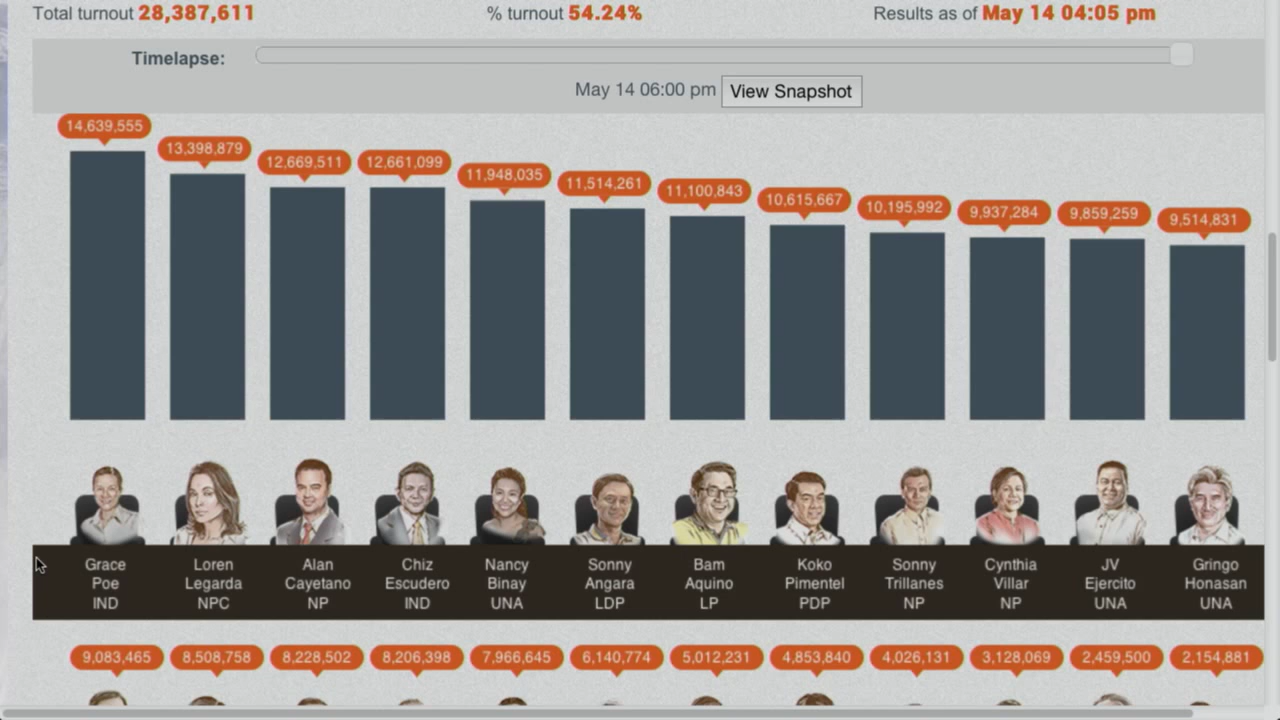 Total turnout 28,387,611 % turnout 54.24% Results as of May 14 04:05 pm
Timelapse:
May 14 06:00 pm View Snapshot
14,639,555
13,398,879
12,669,511
12,661,099
11,948,035
11,514,261
11,100,843
10,615,667
10,195,992
9,937,284
9,859,259
9,514,831
Grace
Poe
IND
Loren
Legarda
NPC
Alan
Cayetano
NP
Chiz
Escudero
IND
Nancy
Binay
UNA
Sonny
Angara
LDP
Bam
Aquino
LP
Koko
Pimentel
PDP
Sonny
Trillanes
NP
Cynthia
Villar
NP
JV
Ejercito
UNA
Gringo
Honasan
UNA
9,083,465
8,508,758
8,228,502
8,206,398
7,966,645
6,140,774
5,012,231
4,853,840
4,026,131
3,128,069
2,459,500
2,154,881